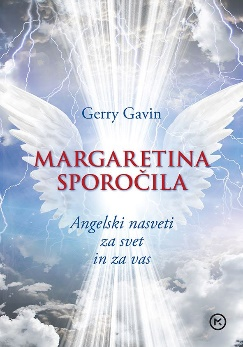 Gerry Gavin
MARGARETINA
SPOROČILA
Angelski nasveti
za svet
in za vas